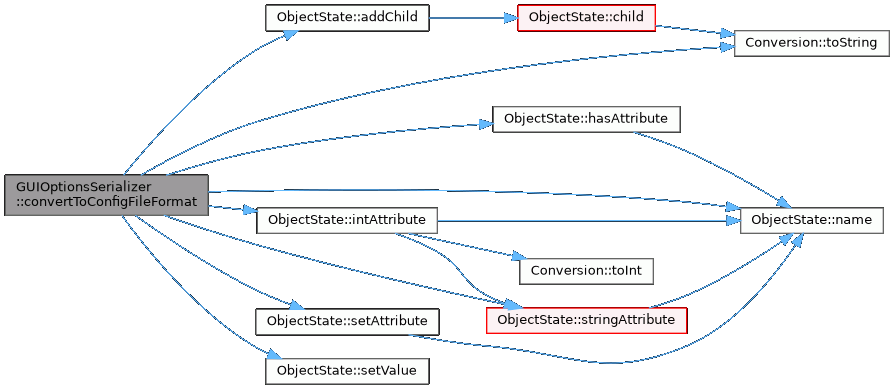 ObjectState::addChild
ObjectState::child
Conversion::toString
ObjectState::hasAttribute
GUIOptionsSerializer
::convertToConfigFileFormat
ObjectState::intAttribute
ObjectState::name
Conversion::toInt
ObjectState::setAttribute
ObjectState::stringAttribute
ObjectState::setValue